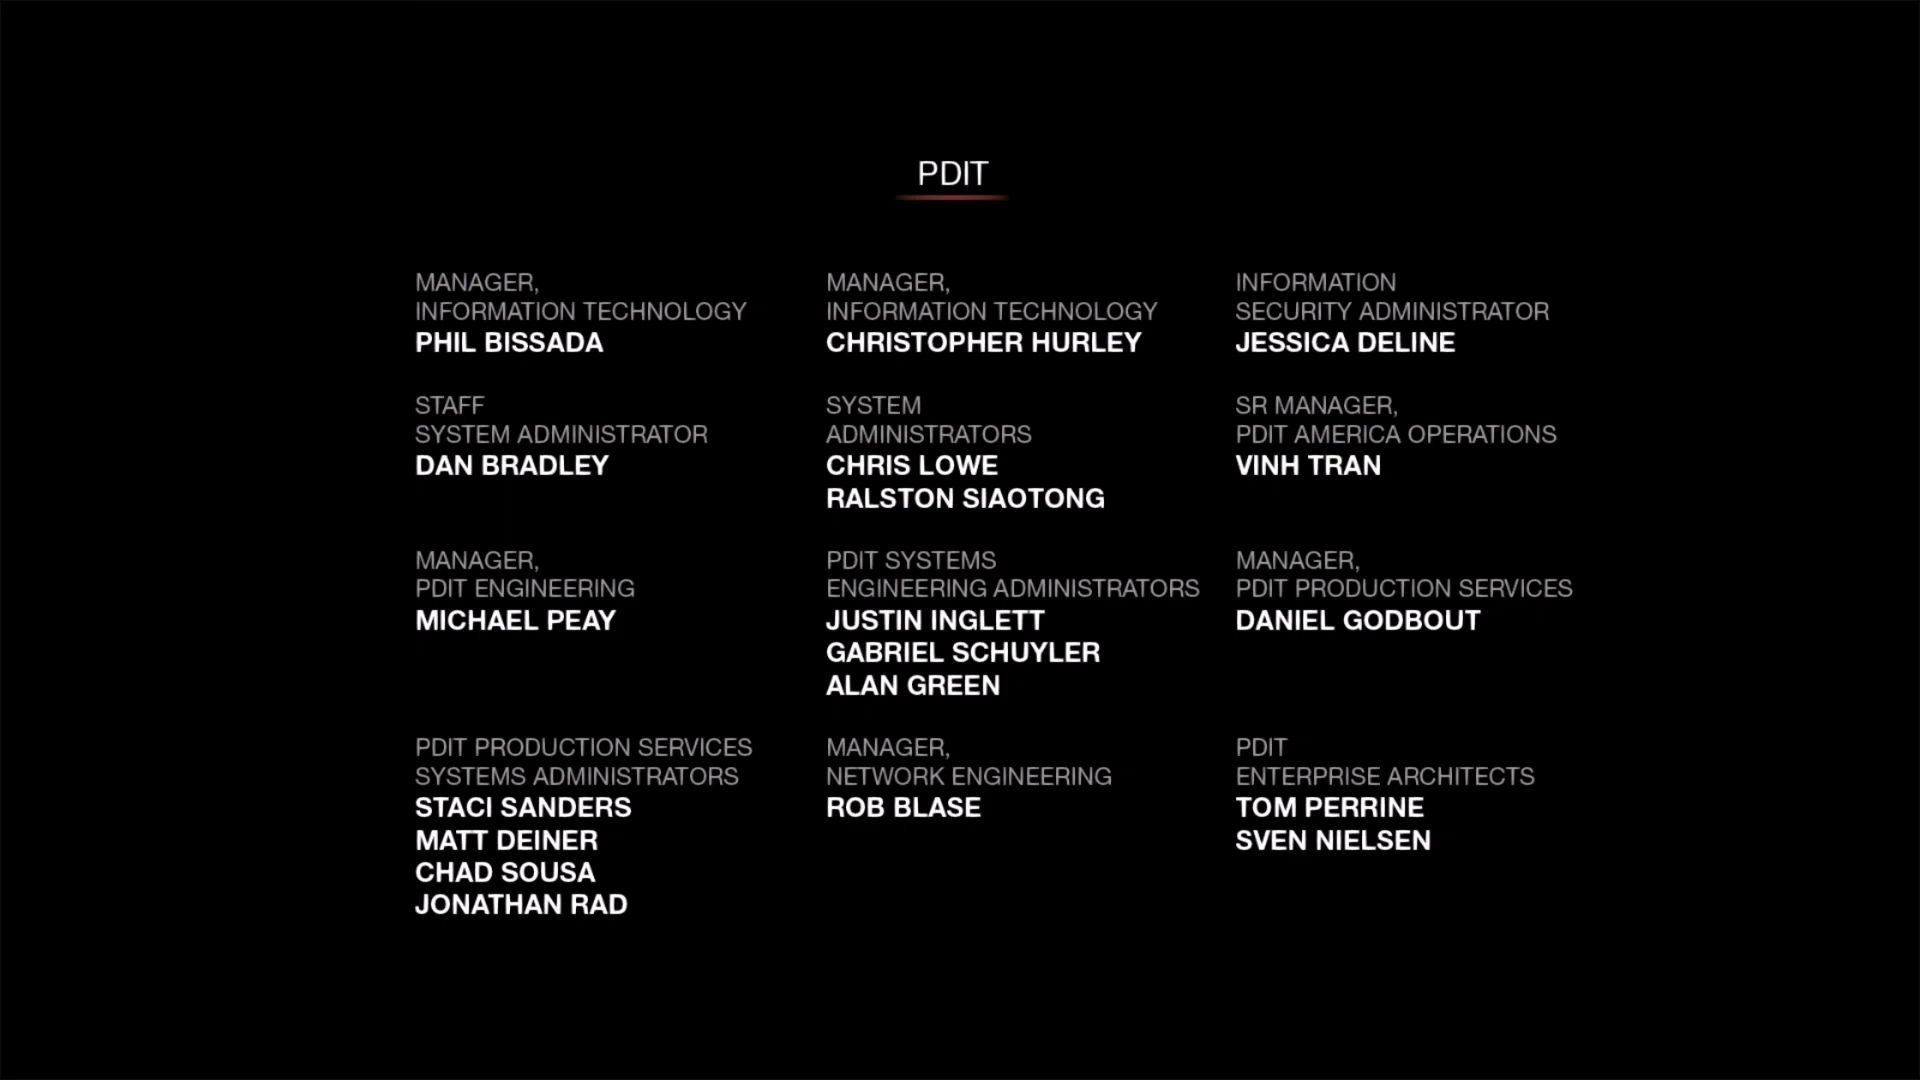 PDIT
MANAGER,
INFORMATION TECHNOLOGY
PHIL BISSADA
MANAGER,
INFORMATION TECHNOLOGY
CHRISTOPHER HURLEY
INFORMATION
SECURITY ADMINISTRATOR
JESSICA DELINE
STAFF
SYSTEM ADMINISTRATOR
DAN BRADLEY
SYSTEM
ADMINISTRATORS
CHRIS LOWE
RALSTON SIAOTONG
SR MANAGER,
PDIT AMERICA OPERATIONS
VINH TRAN
MANAGER,
PDIT ENGINEERING
MICHAEL PEAY
PDIT SYSTEMS
ENGINEERING ADMINISTRATORS
JUSTIN INGLETT
GABRIEL SCHUYLER
ALAN GREEN
MANAGER,
PDIT PRODUCTION SERVICES
DANIEL GODBOUT
PDIT PRODUCTION SERVICES
SYSTEMS ADMINISTRATORS
STACI SANDERS
MATT DEINER
CHAD SOUSA
JONATHAN RAD
MANAGER,
NETWORK ENGINEERING
ROB BLASE
PDIT
ENTERPRISE ARCHITECTS
TOM PERRINE
SVEN NIELSEN